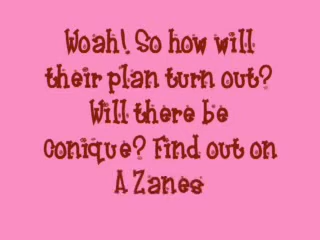 Woah! So how will
their plan turn out?
Will there be
Conique? Find out on
A Zanes